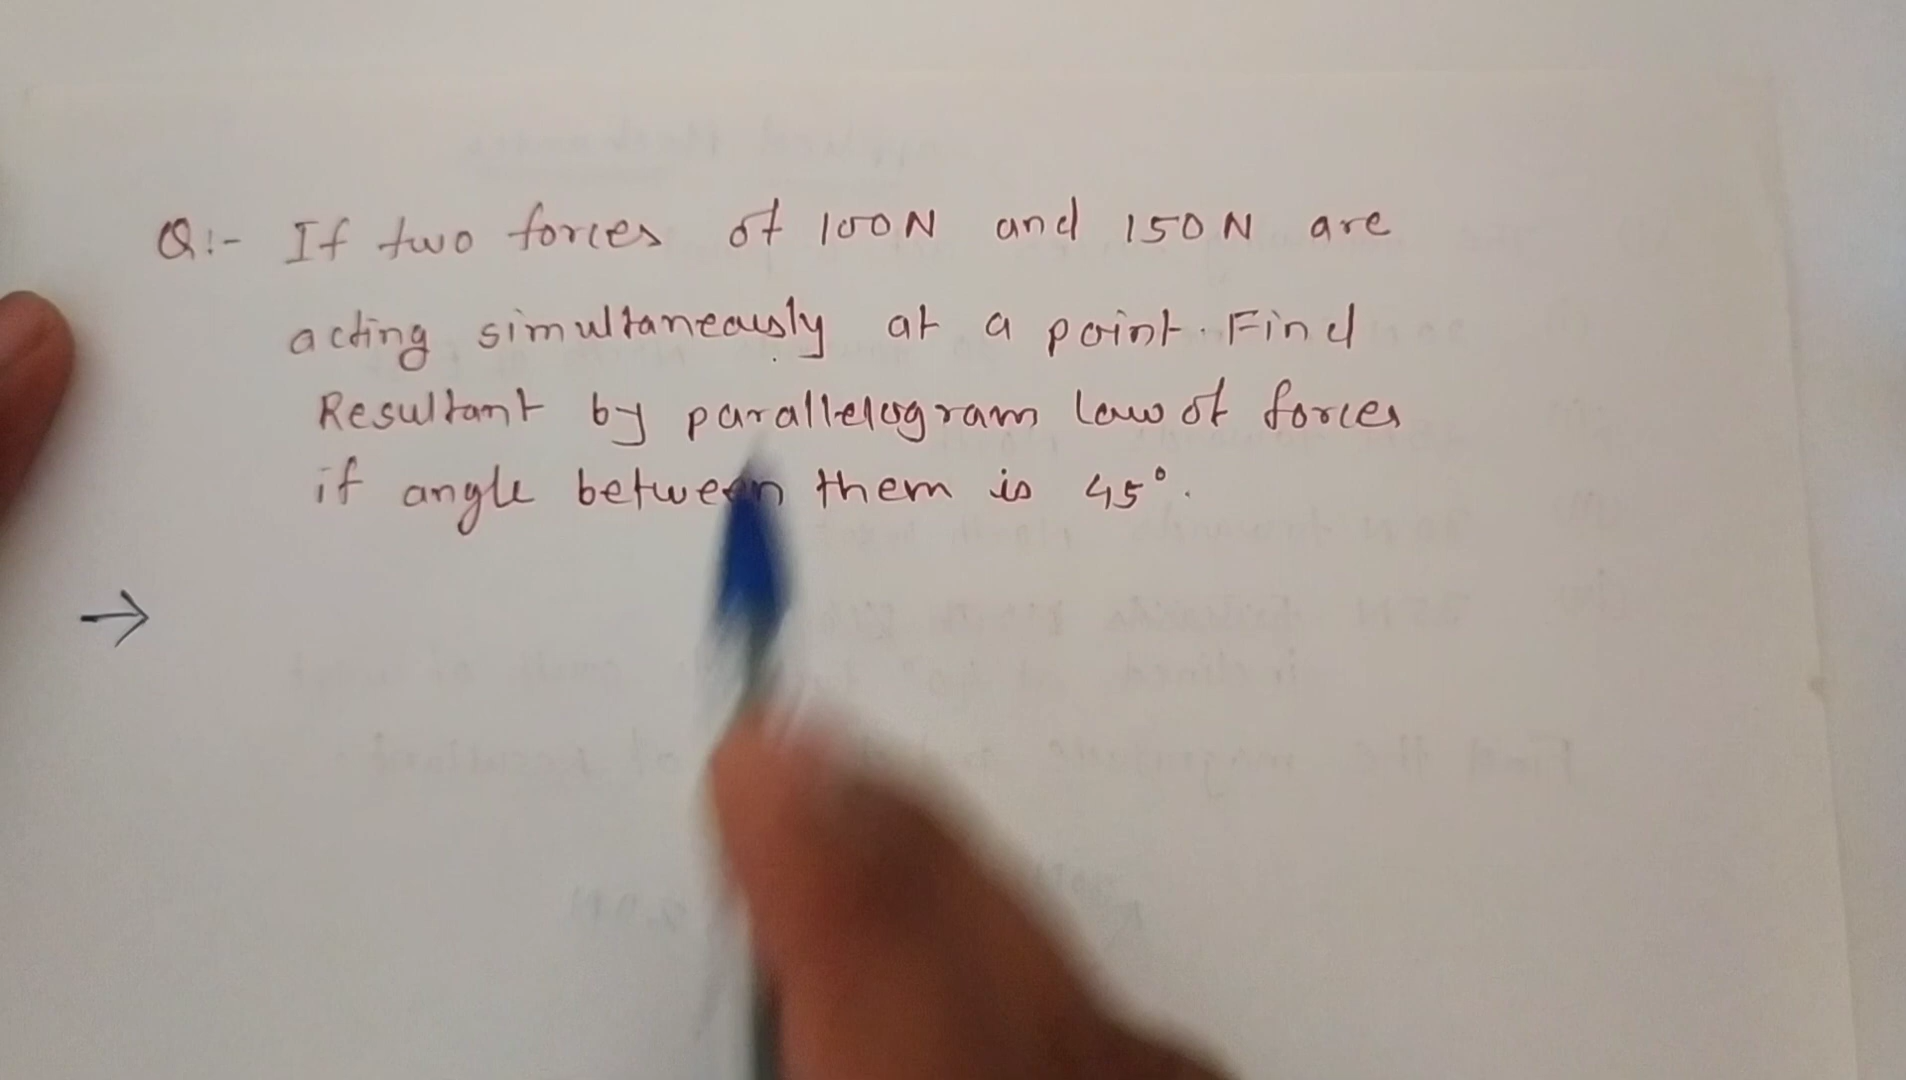 Q:- If two forces of 100N and 150N are
acting simultaneously at a point. Find
Resultant by parallelogram law of forces
if angle between them is 45°.
→